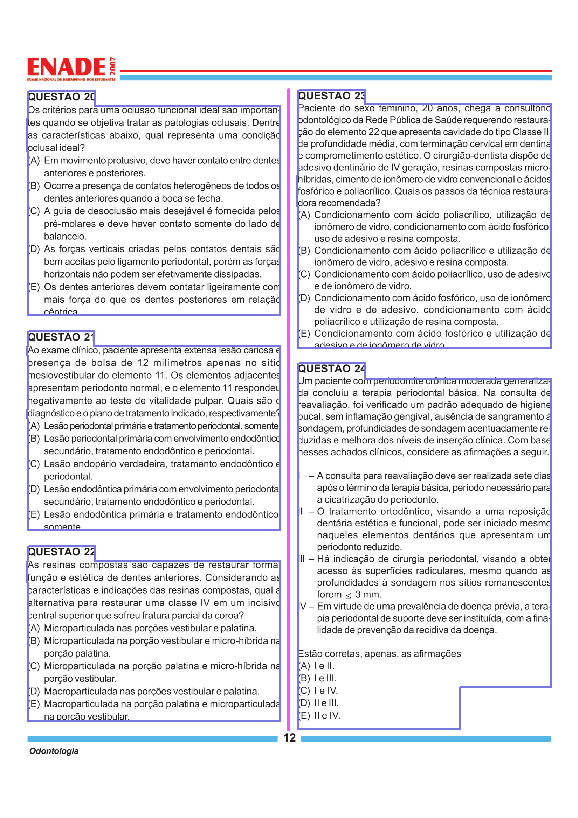 ENADE 2007
EXAME NACIONAL DE DESEMPENHO DOS ESTUDANTES
QUESTÃO 20
Os critérios para uma oclusão funcional ideal são importan-
tes quando se objetiva tratar as patologias oclusais. Dentre
as características abaixo, qual representa uma condição
oclusal ideal?
(A) Em movimento protusivo, deve haver contato entre dentes
anteriores e posteriores.
(B) Ocorre a presença de contatos heterogêneos de todos os
dentes anteriores quando a boca se fecha.
(C) A guia de desoclusão mais desejável é fornecida pelos
pré-molares e deve haver contato somente do lado de
balanceio.
(D) As forças verticais criadas pelos contatos dentais são
bem aceitas pelo ligamento periodontal, porém as forças
horizontais não podem ser efetivamente dissipadas.
(E) Os dentes anteriores devem contatar ligeiramente com
mais força do que os dentes posteriores em relação
cêntrica.
QUESTÃO 21
Ao exame clínico, paciente apresenta extensa lesão cariosa e
presença de bolsa de 12 milímetros apenas no sítio
mesiovestibular do elemento 11. Os elementos adjacentes
apresentam periodonto normal, e o elemento 11 respondeu
negativamente ao teste de vitalidade pulpar. Quais são o
diagnóstico e o plano de tratamento indicado, respectivamente?
(A) Lesão periodontal primária e tratamento periodontal, somente.
(B) Lesão periodontal primária com envolvimento endodôntico
secundário, tratamento endodôntico e periodontal.
(C) Lesão endopério verdadeira, tratamento endodôntico e
periodontal.
(D) Lesão endodôntica primária com envolvimento periodontal
secundário, tratamento endodôntico e periodontal.
(E) Lesão endodôntica primária e tratamento endodôntico,
somente.
QUESTÃO 22
As resinas compostas são capazes de restaurar forma,
função e estética de dentes anteriores. Considerando as
características e indicações das resinas compostas, qual a
alternativa para restaurar uma classe IV em um incisivo
central superior que sofreu fratura parcial da coroa?
(A) Microparticulada nas porções vestibular e palatina.
(B) Microparticulada na porção vestibular e micro-híbrida na
porção palatina.
(C) Microparticulada na porção palatina e micro-híbrida na
porção vestibular.
(D) Macroparticulada nas porções vestibular e palatina.
(E) Macroparticulada na porção palatina e microparticulada
na porção vestibular.
QUESTÃO 23
Paciente do sexo feminino, 20 anos, chega a consultório
odontológico da Rede Pública de Saúde requerendo restaura-
ção do elemento 22 que apresenta cavidade do tipo Classe III
de profundidade média, com terminação cervical em dentina
e comprometimento estético. O cirurgião-dentista dispõe de
adesivo dentinário de IV geração, resinas compostas micro-
híbridas, cimento de ionômero de vidro convencional e ácidos
fosfórico e poliacrílico. Quais os passos da técnica restaura-
dora recomendada?
(A) Condicionamento com ácido poliacrílico, utilização de
ionômero de vidro, condicionamento com ácido fosfórico,
uso de adesivo e resina composta.
(B) Condicionamento com ácido poliacrílico e utilização de
ionômero de vidro, adesivo e resina composta.
(C) Condicionamento com ácido poliacrílico, uso de adesivo
e de ionômero de vidro.
(D) Condicionamento com ácido fosfórico, uso de ionômero
de vidro e de adesivo, condicionamento com ácido
poliacrílico e utilização de resina composta.
(E) Condicionamento com ácido fosfórico e utilização de
adesivo e de ionômero de vidro.
QUESTÃO 24
Um paciente com periodontite crônica moderada generaliza-
da concluiu a terapia periodontal básica. Na consulta de
reavaliação, foi verificado um padrão adequado de higiene
bucal, sem inflamação gengival, ausência de sangramento à
sondagem, profundidades de sondagem acentuadamente re-
duzidas e melhora dos níveis de inserção clínica. Com base
nesses achados clínicos, considere as afirmações a seguir.
I – A consulta para reavaliação deve ser realizada sete dias
após o término da terapia básica, período necessário para
a cicatrização do periodonto.
II – O tratamento ortodôntico, visando a uma reposição
dentária estética e funcional, pode ser iniciado mesmo
naqueles elementos dentários que apresentam um
periodonto reduzido.
III – Há indicação de cirurgia periodontal, visando a obter
acesso às superfícies radiculares, mesmo quando as
profundidades à sondagem nos sítios remanescentes
forem ≤ 3 mm.
IV – Em virtude de uma prevalência de doença prévia, a tera-
pia periodontal de suporte deve ser instituída, com a fina-
lidade de prevenção da recidiva da doença.
Estão corretas, apenas, as afirmações
(A) I e II.
(B) I e III.
(C) I e IV.
(D) II e III.
(E) II e IV.
12
Odontologia